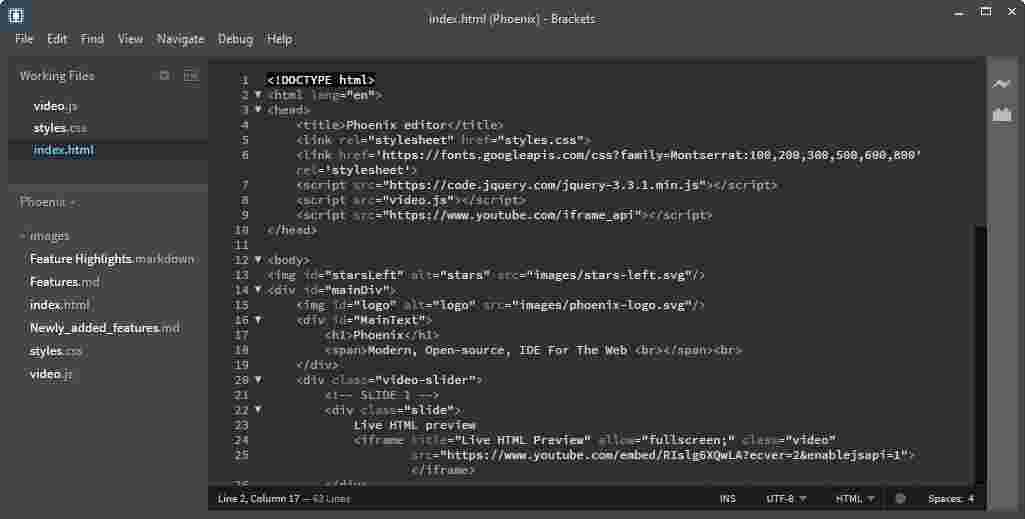 index.html (Phoenix) - Brackets
File Edit Find View Navigate Debug Help
Working Files
video.js
styles.css
index.html
Phoenix
images
Feature Highlights.markdown
Features.md
index.html
Newly_added_features.md
styles.css
video.js
1 <!DOCTYPE html>
2 <html lang="en">
3 <head>
4 <title>Phoenix editor</title>
5 <link rel="stylesheet" href="styles.css">
6 <link href='https://fonts.googleapis.com/css?family=Montserrat:100,200,300,500,600,800'
rel='stylesheet'>
7 <script src="https://code.jquery.com/jquery-3.3.1.min.js"></script>
8 <script src="video.js"></script>
9 <script src="https://www.youtube.com/iframe_api"></script>
10 </head>
11
12 <body>
13 <img id="starsLeft" alt="stars" src="images/stars-left.svg"/>
14 <div id="mainDiv">
15 <img id="logo" alt="logo" src="images/phoenix-logo.svg"/>
16 <div id="MainText">
17 <h1>Phoenix</h1>
18 <span>Modern, Open-source, IDE For The Web <br></span><br>
19 </div>
20 <div class="video-slider">
21 <!-- SLIDE 1 -->
22 <div class="slide">
23 Live HTML preview
24 <iframe title="Live HTML Preview" allow="fullscreen;" class="video"
25 src="https://www.youtube.com/embed/RIslg6XQwLA?ecver=2&enablejsapi=1">
</iframe>
26 </div>
Line 2, Column 17 — 63 Lines INS UTF-8 HTML Spaces: 4